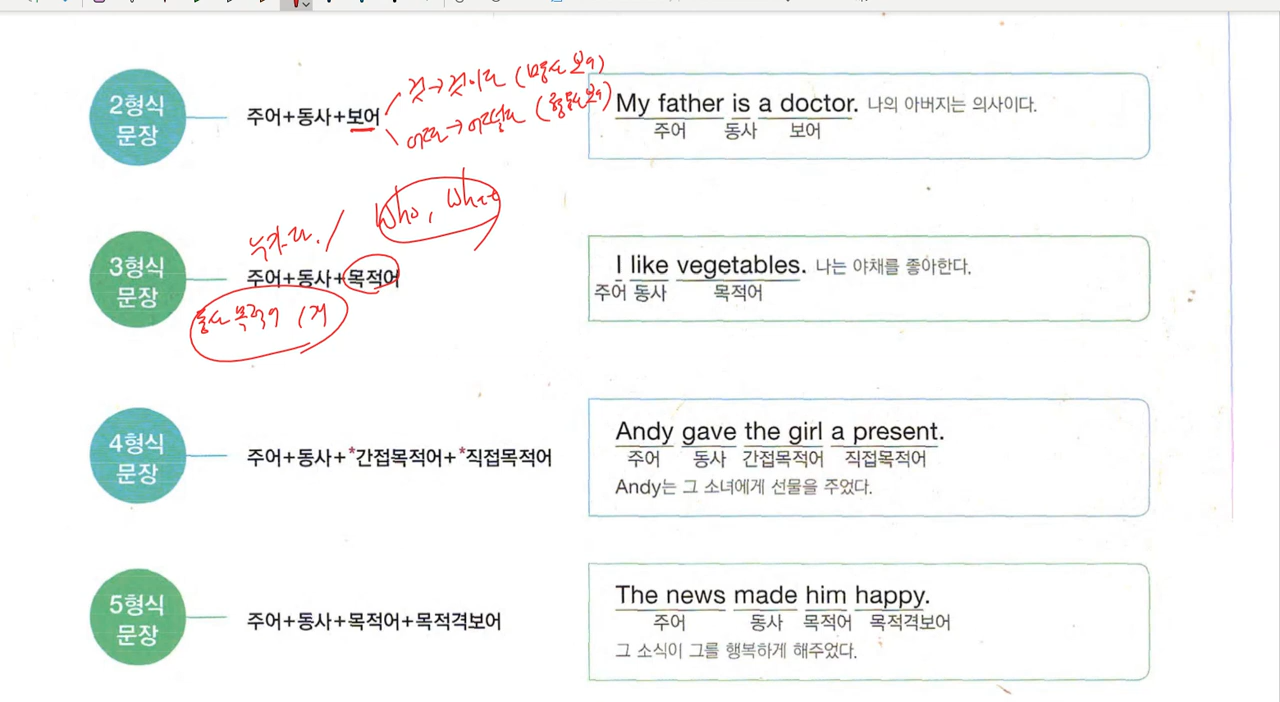 2형식
문장
주어+동사+보어
것→것이다 (명사 보어)
(형용사 보어)
My father is a doctor. 나의 아버지는 의사이다.
주어 동사 보어
Who, What
3형식
문장
주어+동사+목적어
동사 목적어
I like vegetables. 나는 야채를 좋아한다.
주어 동사 목적어
4형식
문장
주어+동사+*간접목적어+*직접목적어
Andy gave the girl a present.
주어 동사 간접목적어 직접목적어
Andy는 그 소녀에게 선물을 주었다.
5형식
문장
주어+동사+목적어+목적격보어
The news made him happy.
주어 동사 목적어 목적격보어
그 소식이 그를 행복하게 해주었다.